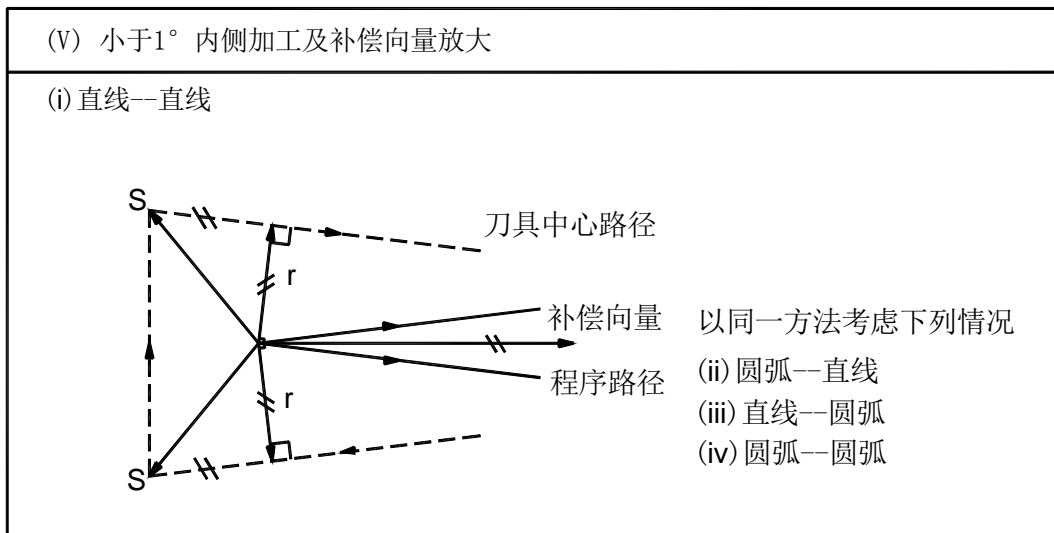 (V) 小于1° 内侧加工及补偿向量放大
(i)直线--直线
S
刀具中心路径
r
补偿向量
以同一方法考虑下列情况
程序路径
(ii)圆弧--直线
r
(iii)直线--圆弧
(iv)圆弧--圆弧
S